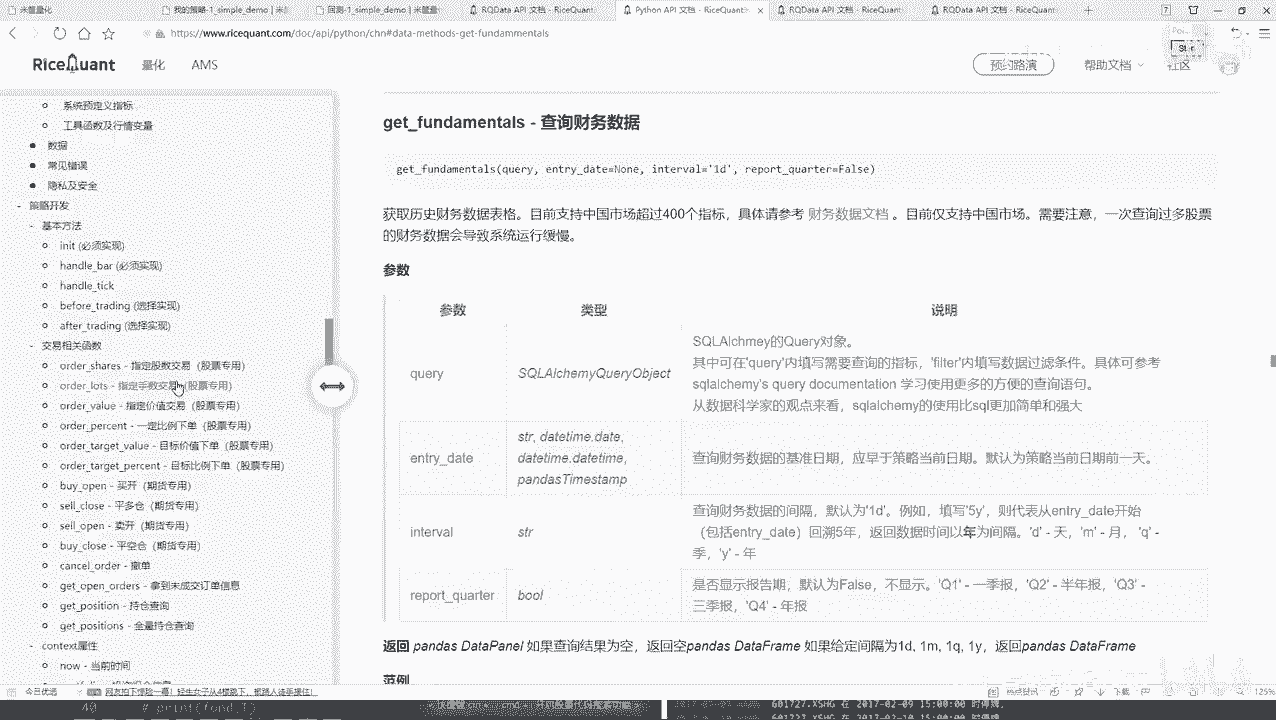 米筐量化
我的策略-1_simple_demo | 米
回测-1_simple_demo | 米筐量
RQData API 文档 - RiceQuant
Python API 文档 - RiceQuant
RQData API 文档 - RiceQuant
RQData API 文档 - RiceQuant
https://www.ricequant.com/doc/api/python/chn#data-methods-get-fundammentals
RiceQuant
量化
AMS
预约路演
帮助文档
社区
系统预定义指标
工具函数及行情变量
数据
常见错误
隐私及安全
策略开发
基本方法
init (必须实现)
handle_bar (必须实现)
handle_tick
before_trading (选择实现)
after_trading (选择实现)
交易相关函数
order_shares - 指定股数交易（股票专用）
order_lots - 指定手数交易（股票专用）
order_value - 指定价值交易（股票专用）
order_percent - 一定比例下单（股票专用）
order_target_value - 目标价值下单（股票专用）
order_target_percent - 目标比例下单（股票专用）
buy_open - 买开（期货专用）
sell_close - 平多仓（期货专用）
sell_open - 卖开（期货专用）
buy_close - 平空仓（期货专用）
cancel_order - 撤单
get_open_orders - 拿到未成交订单信息
get_position - 持仓查询
get_positions - 全量持仓查询
context属性
now - 当前时间
get_fundamentals - 查询财务数据
get_fundamentals(query, entry_date=None, interval='1d', report_quarter=False)
获取历史财务数据表格。目前支持中国市场超过400个指标，具体请参考 财务数据文档 。目前仅支持中国市场。需要注意，一次查询过多股票
的财务数据会导致系统运行缓慢。
参数
参数 类型 说明
query SQLAlchemyQueryObject SQLAlchmey的Query对象。
其中可在'query'内填写需要查询的指标，'filter'内填写数据过滤条件。具体可参考
sqlalchemy's query documentation 学习使用更多的方便的查询语句。
从数据科学家的观点来看，sqlalchemy的使用比sql更加简单和强大
entry_date str, datetime.date,
datetime.datetime,
pandasTimestamp
查询财务数据的基准日期，应早于策略当前日期。默认为策略当前日期前一天。
interval str 查询财务数据的间隔，默认为'1d'。例如，填写'5y'，则代表从entry_date开始
（包括entry_date）回溯5年，返回数据时间以年为间隔。'd' - 天，'m' - 月， 'q' -
季，'y' - 年
report_quarter bool 是否显示报告期，默认为False，不显示。'Q1' - 一季报，'Q2' - 半年报，'Q3' -
三季报，'Q4' - 年报
返回 pandas DataPanel 如果查询结果为空，返回空pandas DataFrame 如果给定间隔为1d, 1m, 1q, 1y，返回pandas DataFrame
范例
今日优选
下载
125%
40 # print(fond.T)
601727.XSHG 在 2017-02-09 15:00:00 时停牌，
601727.XSHG 在 2017-02-10 15:00:00 时停牌，